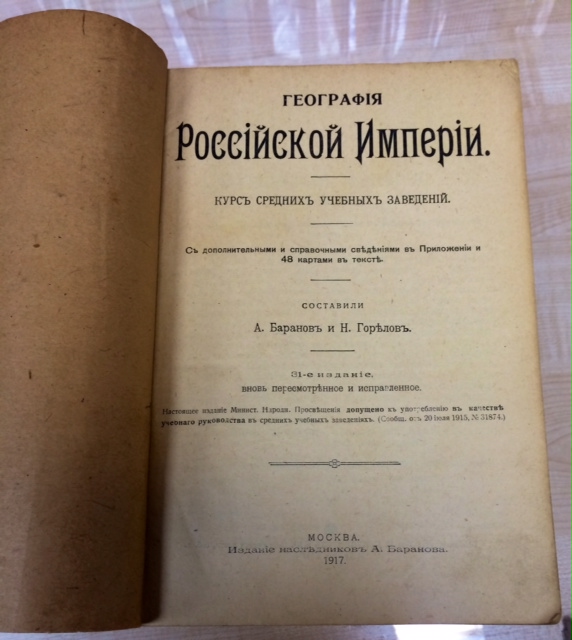 ГЕОГРАФІЯ
Россійской Имперіи.
КУРСЪ СРЕДНИХЪ УЧЕБНЫХЪ ЗАВЕДЕНІЙ.
Съ дополнительными и справочными свѣдѣніями въ Приложеніи и
48 картами въ текстѣ.
СОСТАВИЛИ
А. Барановъ и Н. Горѣловъ.
31-е изданіе,
вновь пересмотрѣнное и исправленное.
Настоящее изданіе Минист. Народн. Просвѣщенія допущено къ употребленію въ качествѣ
учебнаго руководства въ среднихъ учебныхъ заведеніяхъ. (Сообщ. отъ 20 іюля 1915, № 31874.)
МОСКВА.
Изданіе наслѣдниковъ А. Баранова.
1917.